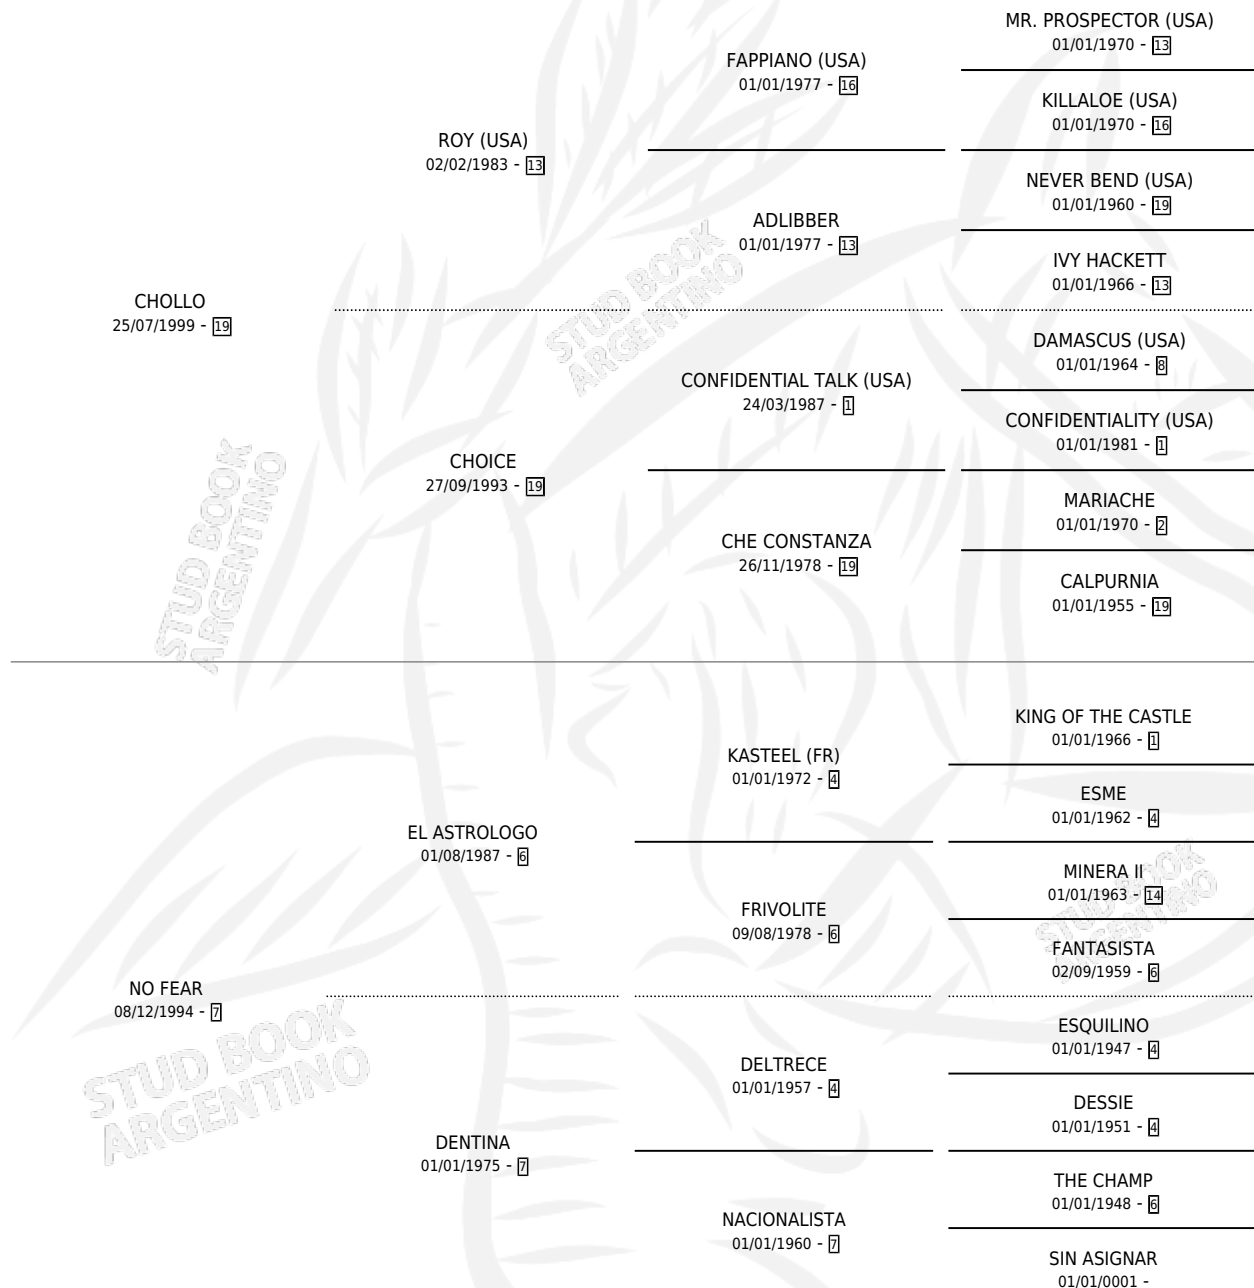 MR. PROSPECTOR (USA)
01/01/1970 - 13
FAPPIANO (USA)
01/01/1977 - 16
KILLALOE (USA)
01/01/1970 - 16
ROY (USA)
02/02/1983 - 13
NEVER BEND (USA)
01/01/1960 - 19
ADLIBBER
01/01/1977 - 13
IVY HACKETT
01/01/1966 - 13
CHOLLO
25/07/1999 - 19
DAMASCUS (USA)
01/01/1964 - 8
CONFIDENTIAL TALK (USA)
24/03/1987 - 1
CONFIDENTIALITY (USA)
01/01/1981 - 1
CHOICE
27/09/1993 - 19
MARIACHE
01/01/1970 - 2
CHE CONSTANZA
26/11/1978 - 19
CALPURNIA
01/01/1955 - 19
KING OF THE CASTLE
01/01/1966 - 1
KASTEEL (FR)
01/01/1972 - 4
ESME
01/01/1962 - 4
EL ASTROLOGO
01/08/1987 - 6
MINERA II
01/01/1963 - 14
FRIVOLITE
09/08/1978 - 6
FANTASISTA
02/09/1959 - 6
NO FEAR
08/12/1994 - 7
ESQUILINO
01/01/1947 - 4
DELTRECE
01/01/1957 - 4
DESSIE
01/01/1951 - 4
DENTINA
01/01/1975 - 7
THE CHAMP
01/01/1948 - 6
NACIONALISTA
01/01/1960 - 7
SIN ASIGNAR
01/01/0001 -
STUD BOOK
ARGENTINO
STUD BOOK
ARGENTINO
STUD BOOK
ARGENTINO
STUD BOOK
ARGENTINO